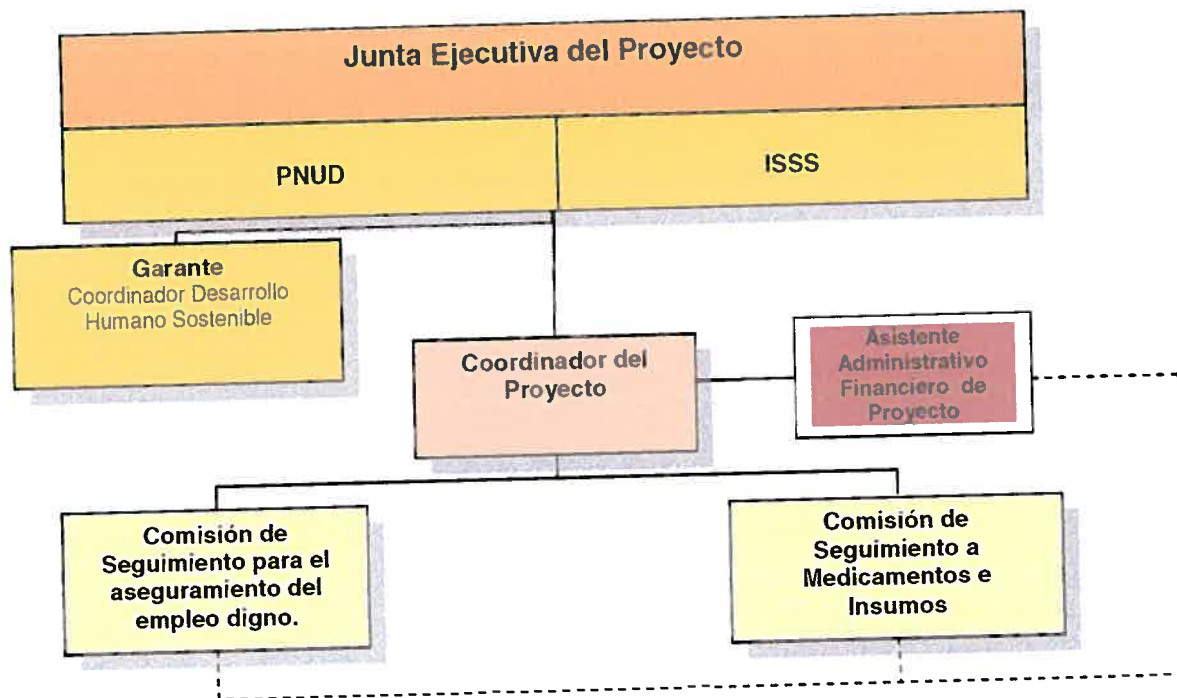 Junta Ejecutiva del Proyecto
PNUD
ISSS
Garante
Coordinador Desarrollo
Humano Sostenible
Coordinador del
Proyecto
Asistente
Administrativo
Financiero de
Proyecto
Comisión de
Seguimiento para el
aseguramiento del
empleo digno.
Comisión de
Seguimiento a
Medicamentos e
Insumos